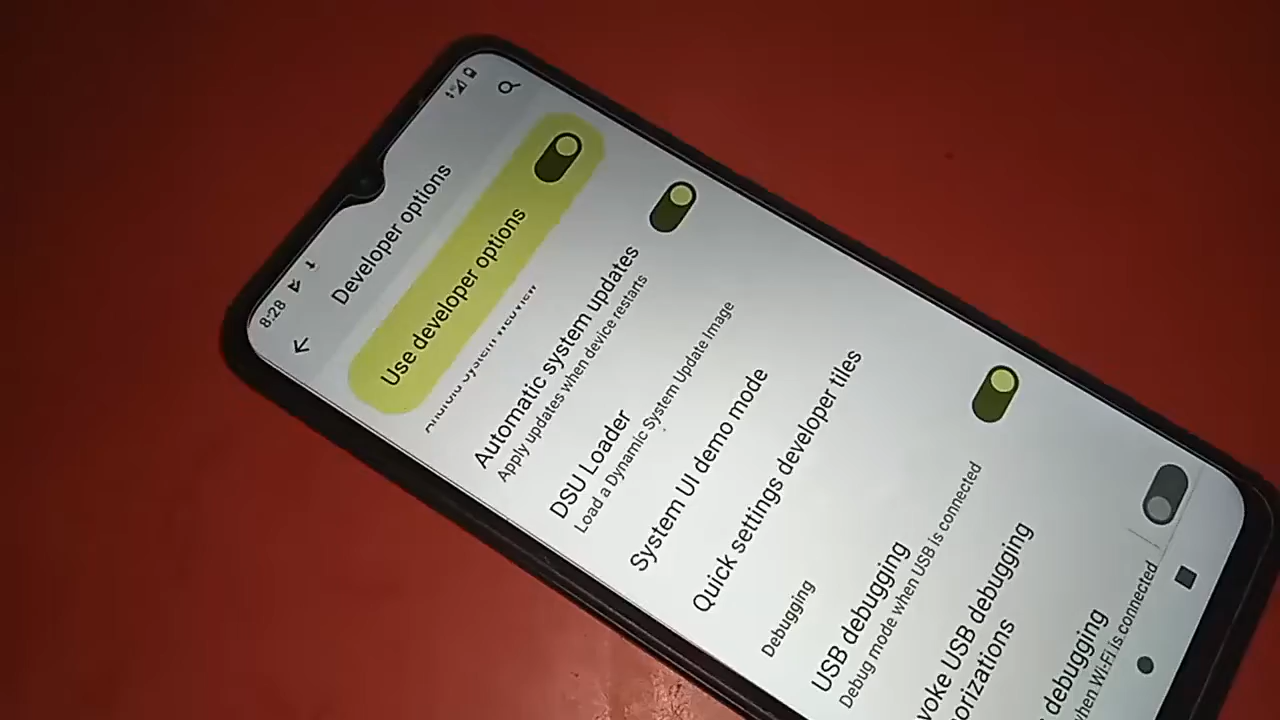 8:28
Developer options
Use developer options
Automatic system updates
Apply updates when device restarts
DSU Loader
Load a Dynamic System Update Image
System UI demo mode
Quick settings developer tiles
Debugging
USB debugging
Debug mode when USB is connected
voke USB debugging
orizations
debugging
when Wi-Fi is connected